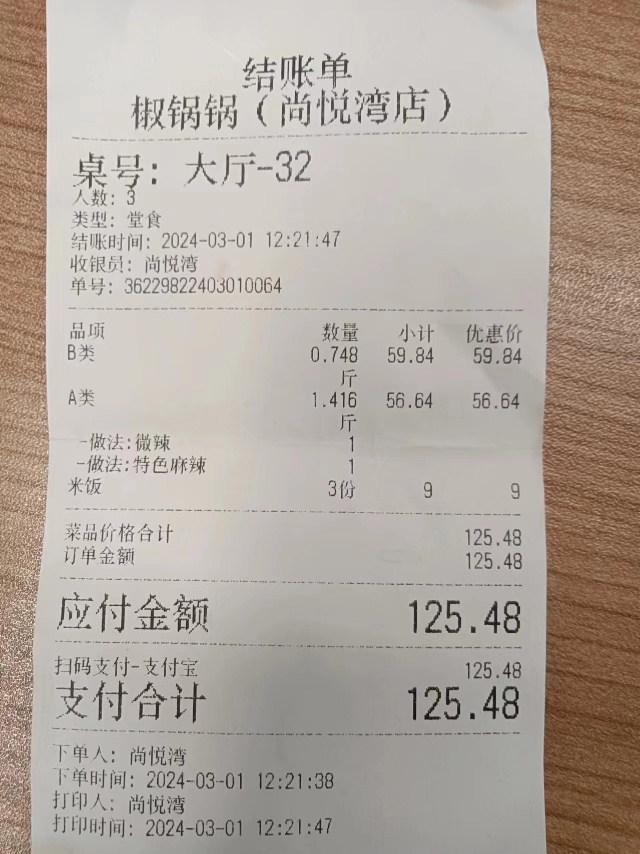 结账单
椒锅锅（尚悦湾店）
桌号: 大厅-32
人数: 3
类型: 堂食
结账时间: 2024-03-01 12:21:47
收银员: 尚悦湾
单号: 36229822403010064
品项 数量 小计 优惠价
B类 0.748 59.84 59.84
斤
A类 1.416 56.64 56.64
斤
-做法:微辣 1
-做法:特色麻辣 1
米饭 3份 9 9
菜品价格合计 125.48
订单金额 125.48
应付金额 125.48
扫码支付-支付宝 125.48
支付合计 125.48
下单人: 尚悦湾
下单时间: 2024-03-01 12:21:38
打印人: 尚悦湾
打印时间: 2024-03-01 12:21:47